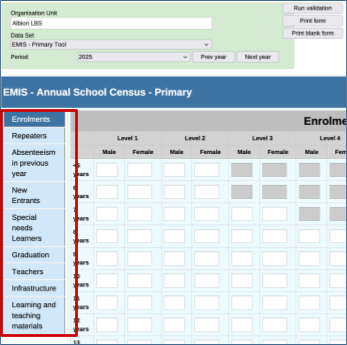 Organisation Unit
Albion LBS
Data Set
EMIS - Primary Tool
Period
2025
Prev year
Next year
Run validation
Print form
Print blank form
EMIS - Annual School Census - Primary
Enrolments
Repeaters
Absenteeism
in previous
year
New
Entrants
Special
needs
Learners
Graduation
Teachers
Infrastructure
Learning and
teaching
materials
Enrolme
Level 1 Level 2 Level 3 Level 4
Male Female Male Female Male Female Male Fem
years
6
years
years
8
years
years
10
years
11
years
12
years
13